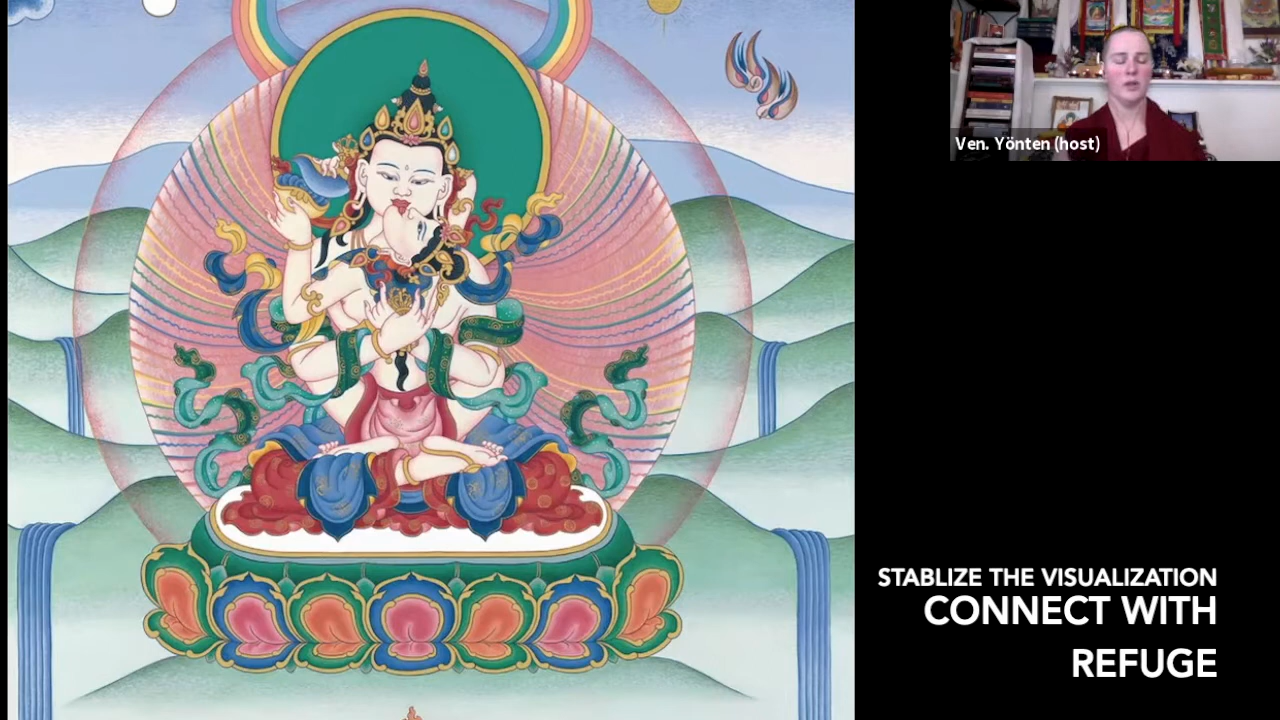 Ven. Yönten (host)
STABLIZE THE VISUALIZATION
CONNECT WITH
REFUGE